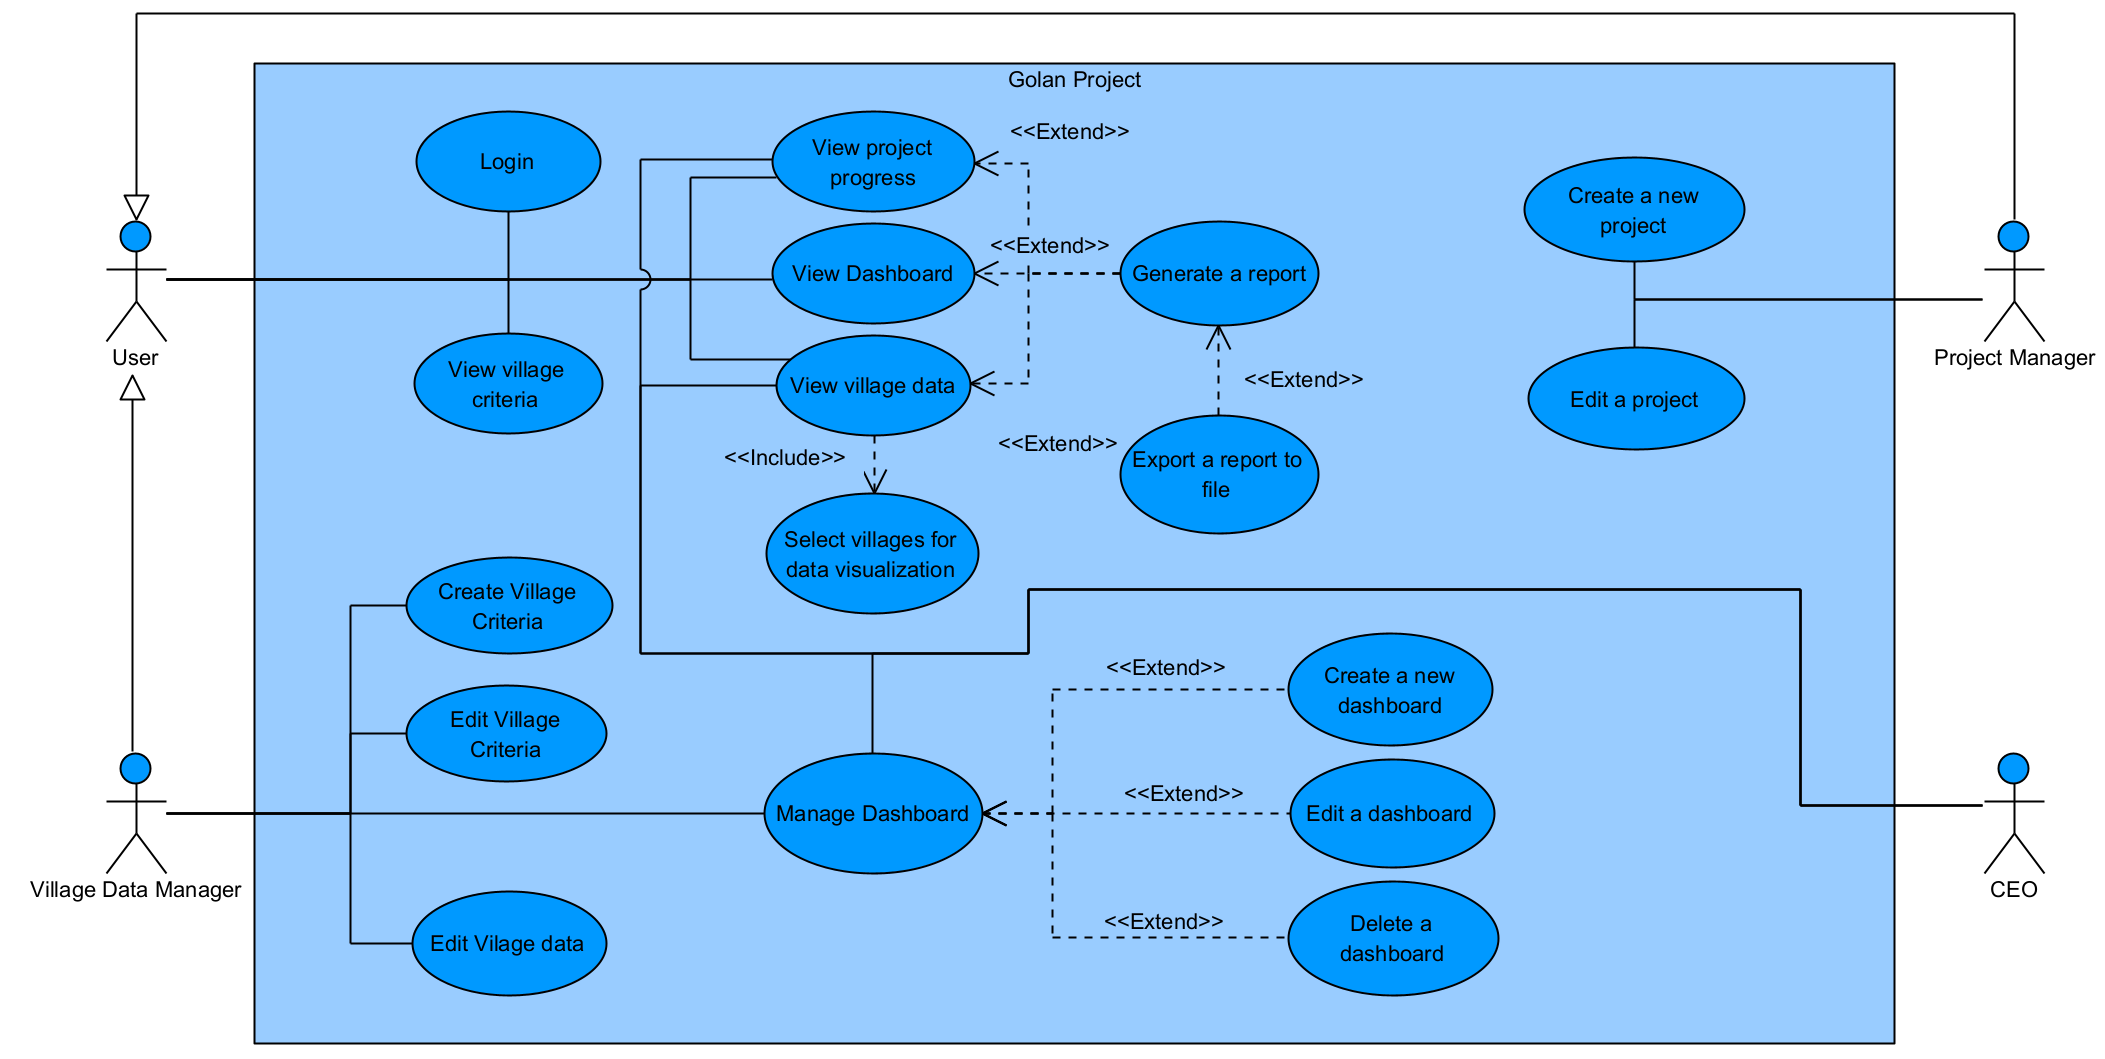 Golan Project
<<Extend>>
Login
View project
progress
Create a new
project
<<Extend>>
View Dashboard
Generate a report
User
Project Manager
View village
criteria
View village data
<<Extend>>
Edit a project
<<Include>>
<<Extend>>
Export a report to
file
Select villages for
data visualization
Create Village
Criteria
<<Extend>>
Create a new
dashboard
Edit Village
Criteria
<<Extend>>
Manage Dashboard
Edit a dashboard
Village Data Manager
CEO
<<Extend>>
Delete a
dashboard
Edit Vilage data